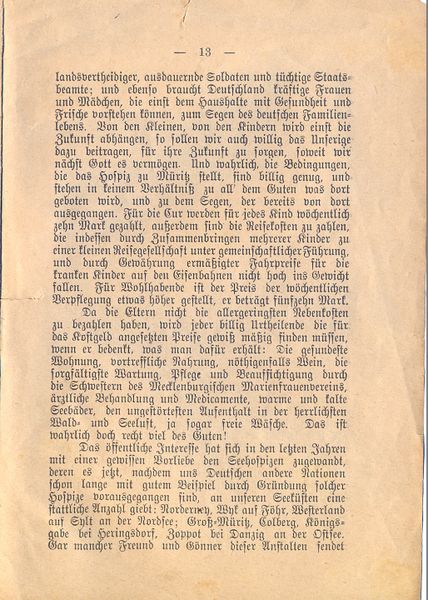 — 13 —
landsvertheidiger, ausdauernde Soldaten und tüchtige Staats-
beamte; und ebenso braucht Deutschland kräftige Frauen
und Mädchen, die einst dem Haushalte mit Gesundheit und
Frische vorstehen können, zum Segen des deutschen Familien-
lebens. Von den Kleinen, von den Kindern wird einst die
Zukunft abhängen, so sollen wir auch willig das Unserige
dazu beitragen, für ihre Zukunft zu sorgen, soweit wir
nächst Gott es vermögen. Und wahrlich, die Bedingungen,
die das Hospiz zu Müritz stellt, sind billig genug, und
stehen in keinem Verhältniß zu all' dem Guten was dort
geboten wird, und zu dem Segen, der bereits von dort
ausgegangen. Für die Cur werden für jedes Kind wöchentlich
zehn Mark gezahlt, außerdem sind die Reisekosten zu zahlen,
die indessen durch Zusammenbringen mehrerer Kinder zu
einer kleinen Reisegesellschaft unter gemeinschaftlicher Führung,
und durch Gewährung ermäßigter Fahrpreise für die
kranken Kinder auf den Eisenbahnen nicht hoch ins Gewicht
fallen. Für Wohlhabende ist der Preis der wöchentlichen
Verpflegung etwas höher gestellt, er beträgt fünfzehn Mark.
Da die Eltern nicht die allergeringsten Nebenkosten
zu bezahlen haben, wird jeder billig Urtheilende die für
das Kostgeld angesetzten Preise gewiß mäßig finden müssen,
wenn er bedenkt, was man dafür erhält: Die gesundeste
Wohnung, vortreffliche Nahrung, nöthigenfalls Wein, die
sorgfältigste Wartung, Pflege und Beaufsichtigung durch
die Schwestern des Mecklenburgischen Marienfrauenvereins,
ärztliche Behandlung und Medicamente, warme und kalte
Seebäder, den ungestörtesten Aufenthalt in der herrlichsten
Wald- und Seeluft, ja sogar freie Wäsche. Das ist
wahrlich doch recht viel des Guten!
Das öffentliche Interesse hat sich in den letzten Jahren
mit einer gewissen Vorliebe den Seehospizen zugewandt,
deren es jetzt, nachdem uns Deutschen andere Nationen
schon lange mit gutem Beispiel durch Gründung solcher
Hospize vorausgegangen sind, an unseren Seeküsten eine
stattliche Anzahl giebt: Norderney, Wyk auf Föhr, Westerland
auf Sylt an der Nordsee; Groß-Müritz, Colberg, Königs-
gabe bei Heringsdorf, Zoppot bei Danzig an der Ostsee.
Gar mancher Freund und Gönner dieser Anstalten sendet